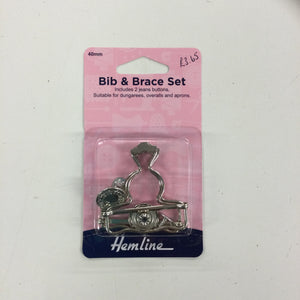 40mm
£3.65
Bib & Brace Set
Includes 2 jeans buttons.
Suitable for dungarees, overalls and aprons.
Hemline